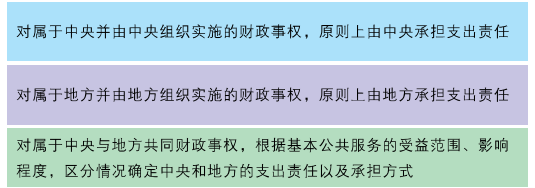 对属于中央并由中央组织实施的财政事权，原则上由中央承担支出责任
对属于地方并由地方组织实施的财政事权，原则上由地方承担支出责任
对属于中央与地方共同财政事权，根据基本公共服务的受益范围、影响
程度，区分情况确定中央和地方的支出责任以及承担方式